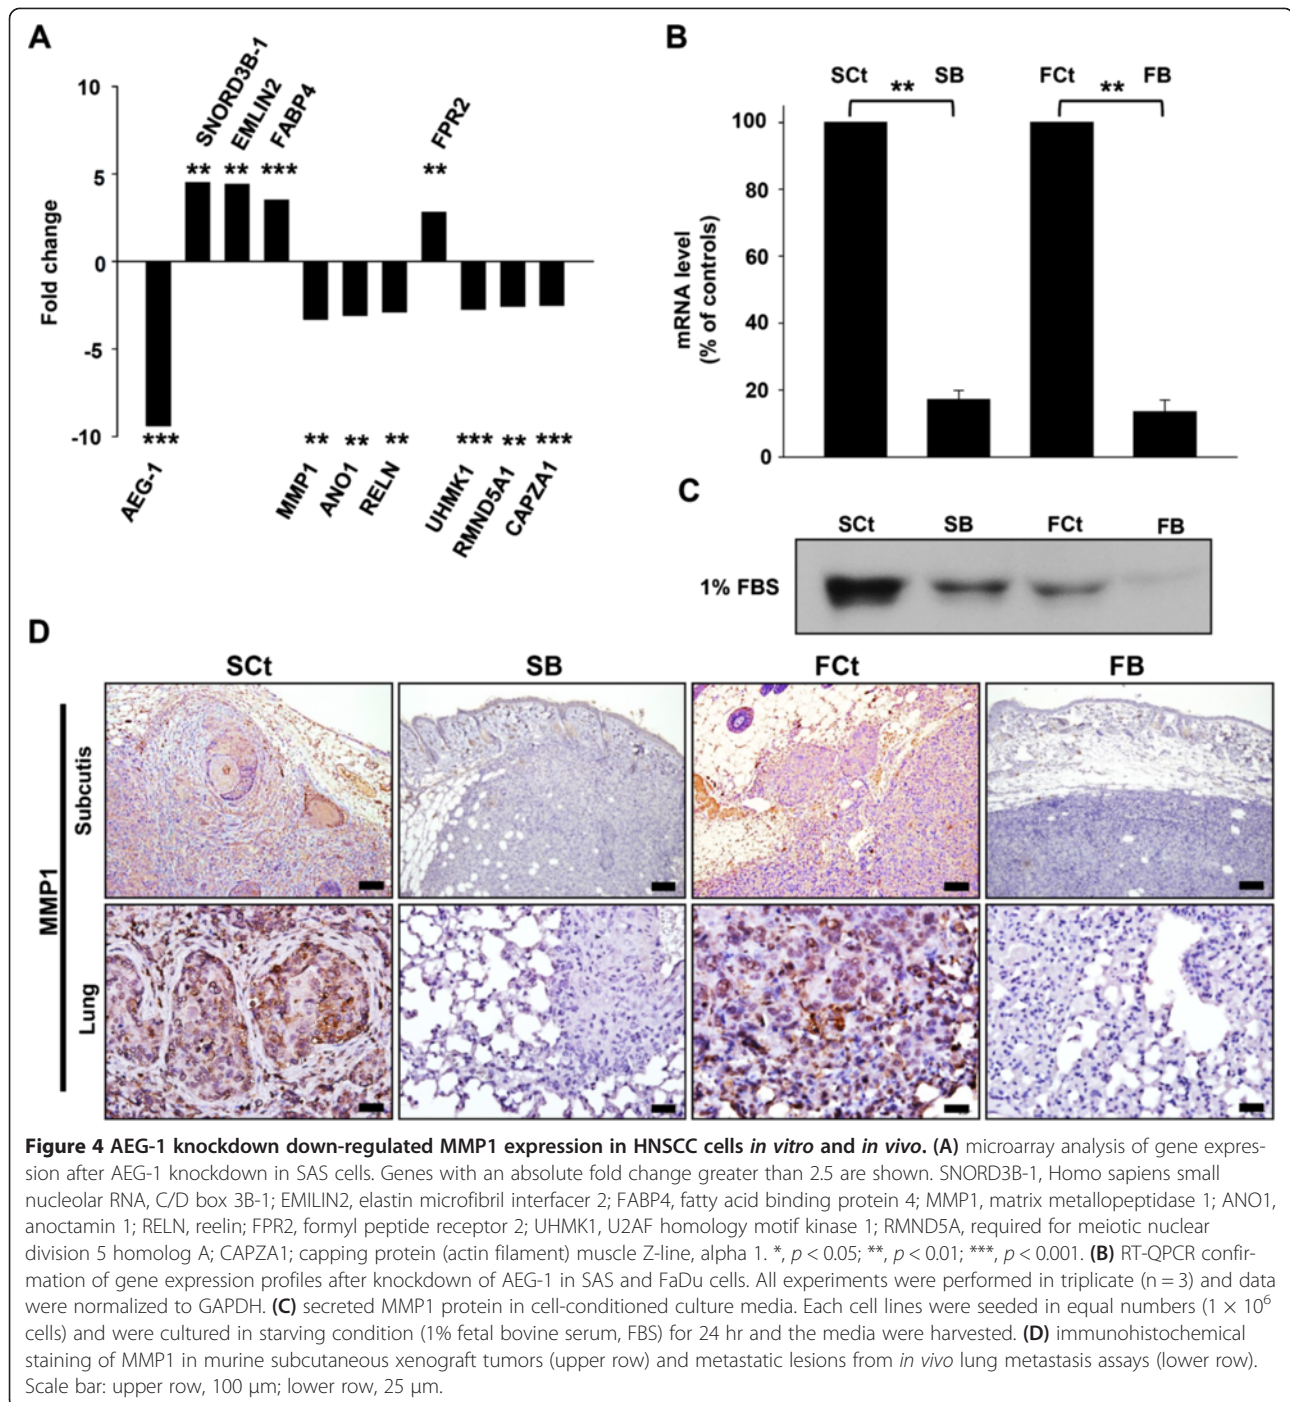 A
SNORD3B-1
EMLIN2
FABP4
FPR2
10
5
0
-5
-10
Fold change
** ** *** **
*** ** ** ** *** ** ***
AEG-1
MMP1
ANO1
RELN
UHMK1
RMND5A1
CAPZA1
B
SCt SB FCt FB
** **
100
80
60
40
20
0
mRNA level
(% of controls)
C
SCt SB FCt FB
1% FBS
D
SCt SB FCt FB
MMP1
Subcutis
Lung
Figure 4 AEG-1 knockdown down-regulated MMP1 expression in HNSCC cells in vitro and in vivo. (A) microarray analysis of gene expres-
sion after AEG-1 knockdown in SAS cells. Genes with an absolute fold change greater than 2.5 are shown. SNORD3B-1, Homo sapiens small
nucleolar RNA, C/D box 3B-1; EMILIN2, elastin microfibril interfacer 2; FABP4, fatty acid binding protein 4; MMP1, matrix metallopeptidase 1; ANO1,
anoctamin 1; RELN, reelin; FPR2, formyl peptide receptor 2; UHMK1, U2AF homology motif kinase 1; RMND5A, required for meiotic nuclear
division 5 homolog A; CAPZA1; capping protein (actin filament) muscle Z-line, alpha 1. *, p < 0.05; **, p < 0.01; ***, p < 0.001. (B) RT-QPCR confir-
mation of gene expression profiles after knockdown of AEG-1 in SAS and FaDu cells. All experiments were performed in triplicate (n = 3) and data
were normalized to GAPDH. (C) secreted MMP1 protein in cell-conditioned culture media. Each cell lines were seeded in equal numbers (1 × 10⁶
cells) and were cultured in starving condition (1% fetal bovine serum, FBS) for 24 hr and the media were harvested. (D) immunohistochemical
staining of MMP1 in murine subcutaneous xenograft tumors (upper row) and metastatic lesions from in vivo lung metastasis assays (lower row).
Scale bar: upper row, 100 μm; lower row, 25 μm.